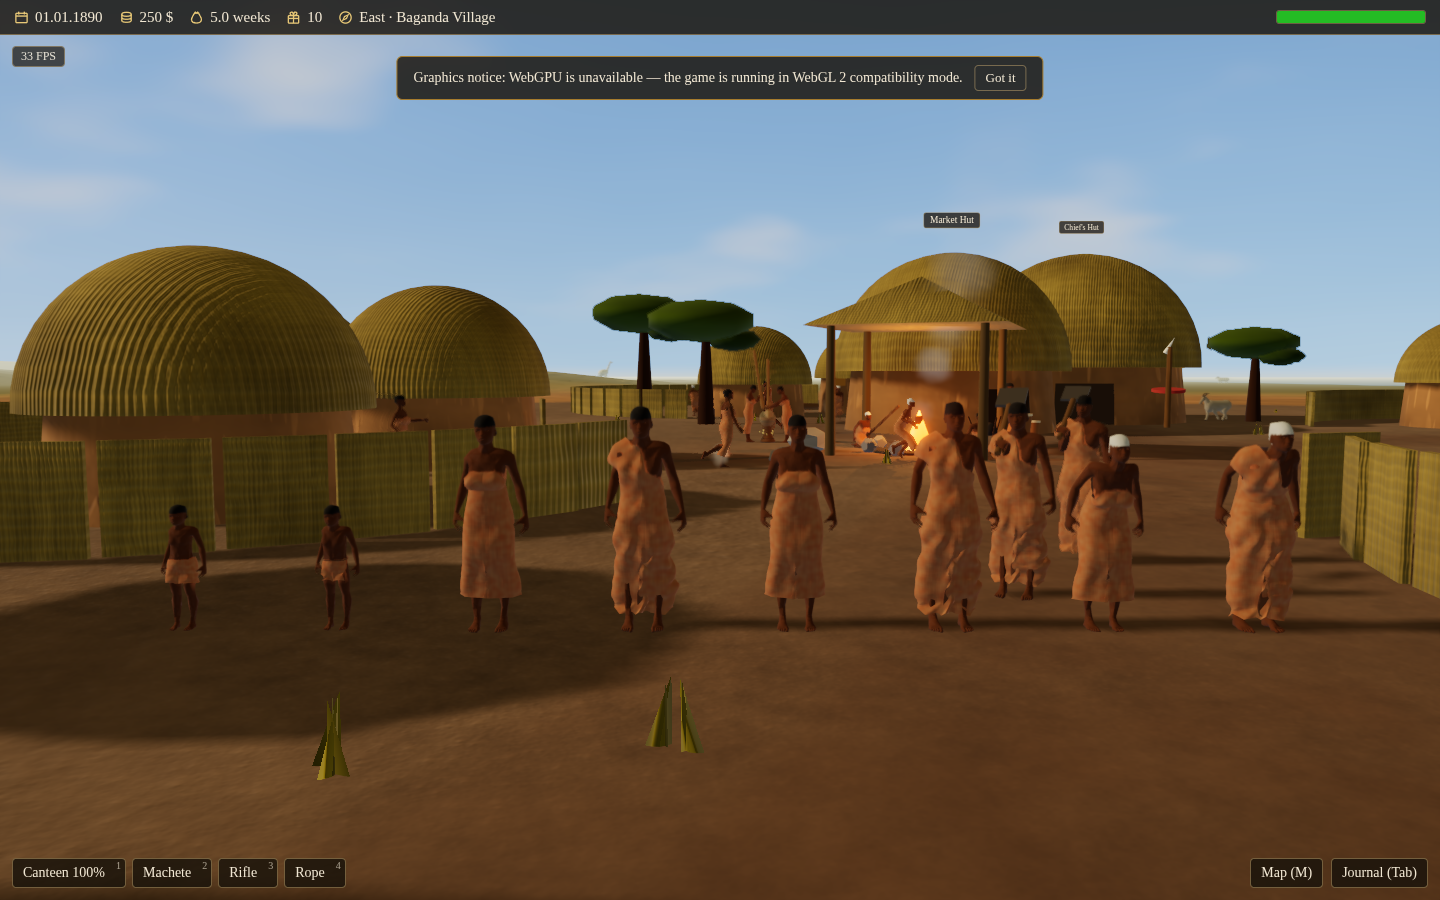 01.01.1890 250 $ 5.0 weeks 10 East · Baganda Village
33 FPS
Graphics notice: WebGPU is unavailable — the game is running in WebGL 2 compatibility mode. Got it
Market Hut
Chief's Hut
Canteen 100% 1 Machete 2 Rifle 3 Rope 4 Map (M) Journal (Tab)